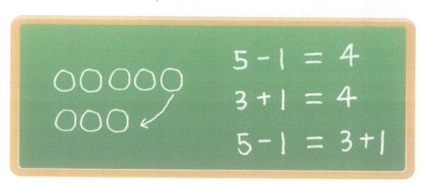 5-1 = 4
3+1 = 4
5-1 = 3+1